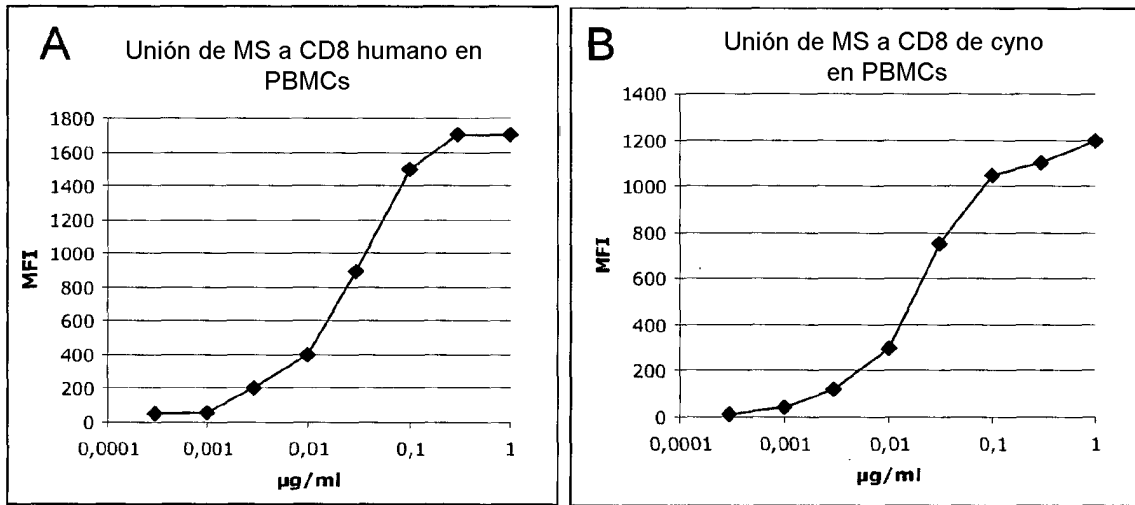 A
Unión de MS a CD8 humano en
PBMCs
1800
1600
1400
1200
1000
800
600
400
200
0
MFI
0,0001
0,001
0,01
0,1
1
µg/ml
B
Unión de MS a CD8 de cyno
en PBMCs
1400
1200
1000
800
600
400
200
0
MFI
0,0001
0,001
0,01
0,1
1
µg/ml